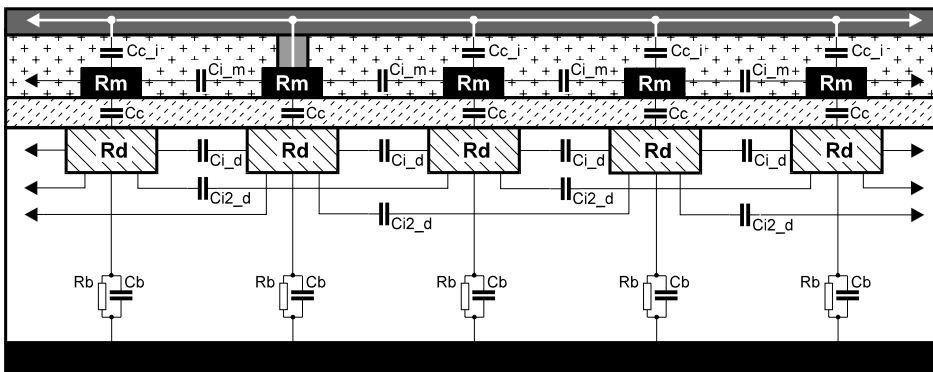 Cc_i Cc_i Cc_i Cc_i
Rm Ci_m Rm Ci_m Rm Ci_m Rm Ci_m Rm
Cc Cc Cc Cc Cc
Rd Ci_d Rd Ci_d Rd Ci_d Rd Ci_d Rd
Ci2_d Ci2_d
Ci2_d Ci2_d
Rb Cb Rb Cb Rb Cb Rb Cb Rb Cb